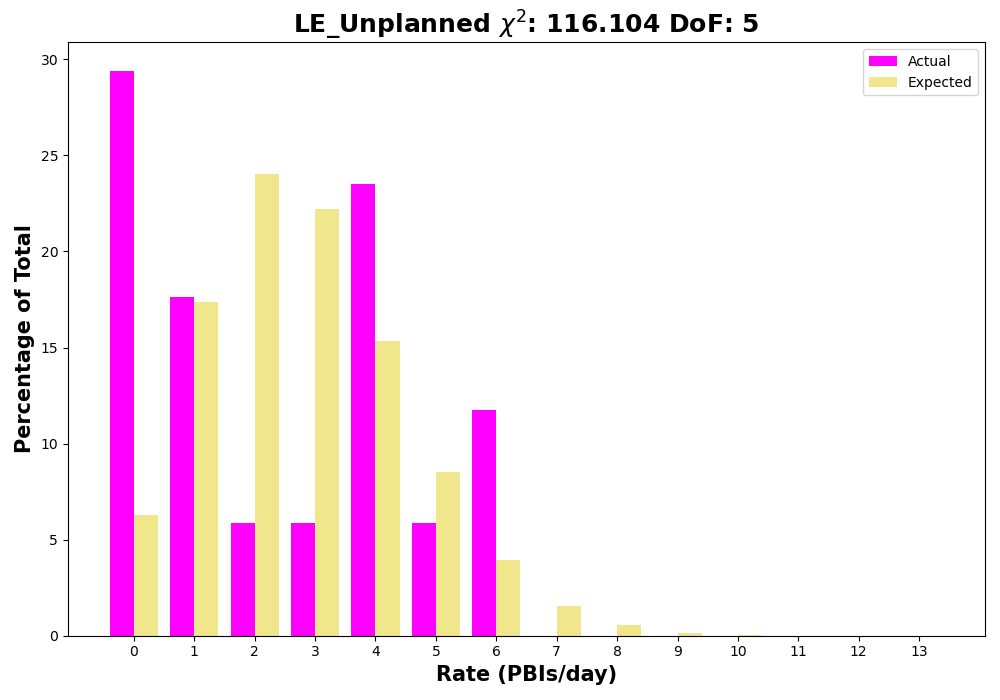 LE_Unplanned χ²: 116.104 DoF: 5
Actual
Expected
Percentage of Total
30
25
20
15
10
5
0
0 1 2 3 4 5 6 7 8 9 10 11 12 13
Rate (PBIs/day)